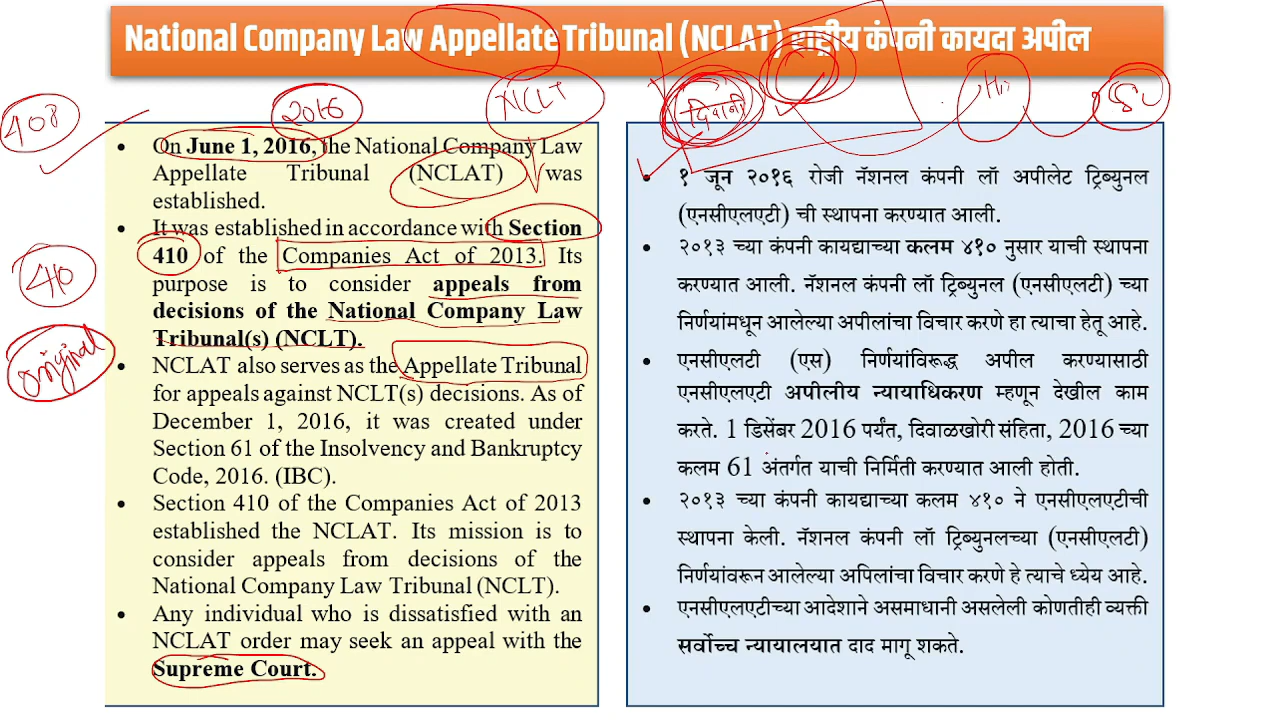 National Company Law Appellate Tribunal (NCLAT) राष्ट्रीय कंपनी कायदा अपील
408
2016
NCLT
दिवानी
Hi
410
original
On June 1, 2016, the National Company Law
Appellate Tribunal (NCLAT) was
established.
It was established in accordance with Section
410 of the Companies Act of 2013. Its
purpose is to consider appeals from
decisions of the National Company Law
Tribunal(s) (NCLT).
NCLAT also serves as the Appellate Tribunal
for appeals against NCLT(s) decisions. As of
December 1, 2016, it was created under
Section 61 of the Insolvency and Bankruptcy
Code, 2016. (IBC).
Section 410 of the Companies Act of 2013
established the NCLAT. Its mission is to
consider appeals from decisions of the
National Company Law Tribunal (NCLT).
Any individual who is dissatisfied with an
NCLAT order may seek an appeal with the
Supreme Court.
१ जून २०१६ रोजी नॅशनल कंपनी लॉ अपीलेट ट्रिब्युनल
(एनसीएलएटी) ची स्थापना करण्यात आली.
२०१३ च्या कंपनी कायद्याच्या कलम ४१० नुसार याची स्थापना
करण्यात आली. नॅशनल कंपनी लॉ ट्रिब्युनल (एनसीएलटी) च्या
निर्णयांमधून आलेल्या अपीलांचा विचार करणे हा त्याचा हेतू आहे.
एनसीएलटी (एस) निर्णयांविरूद्ध अपील करण्यासाठी
एनसीएलएटी अपीलीय न्यायाधिकरण म्हणून देखील काम
करते. 1 डिसेंबर 2016 पर्यंत, दिवाळखोरी संहिता, 2016 च्या
कलम 61 अंतर्गत याची निर्मिती करण्यात आली होती.
२०१३ च्या कंपनी कायद्याच्या कलम ४१० ने एनसीएलएटीची
स्थापना केली. नॅशनल कंपनी लॉ ट्रिब्युनलच्या (एनसीएलटी)
निर्णयांवरून आलेल्या अपिलांचा विचार करणे हे त्याचे ध्येय आहे.
एनसीएलएटीच्या आदेशाने असमाधानी असलेली कोणतीही व्यक्ती
सर्वोच्च न्यायालयात दाद मागू शकते.